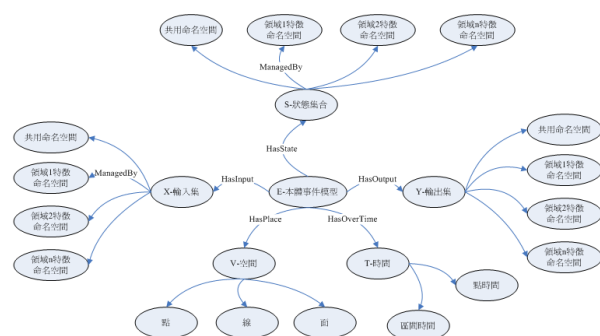 共用命名空間
領域1特徵
命名空間
領域2特徵
命名空間
領域n特徵
命名空間
ManagedBy
S-狀態集合
HasState
共用命名空間
領域1特徵
命名空間
ManagedBy
領域2特徵
命名空間
領域n特徵
命名空間
X-輸入集
HasInput
E-本體事件模型
HasOutput
Y-輸出集
共用命名空間
領域1特徵
命名空間
領域2特徵
命名空間
領域n特徵
命名空間
HasPlace
HasOverTime
V-空間
T-時間
點
線
面
區間時間
點時間